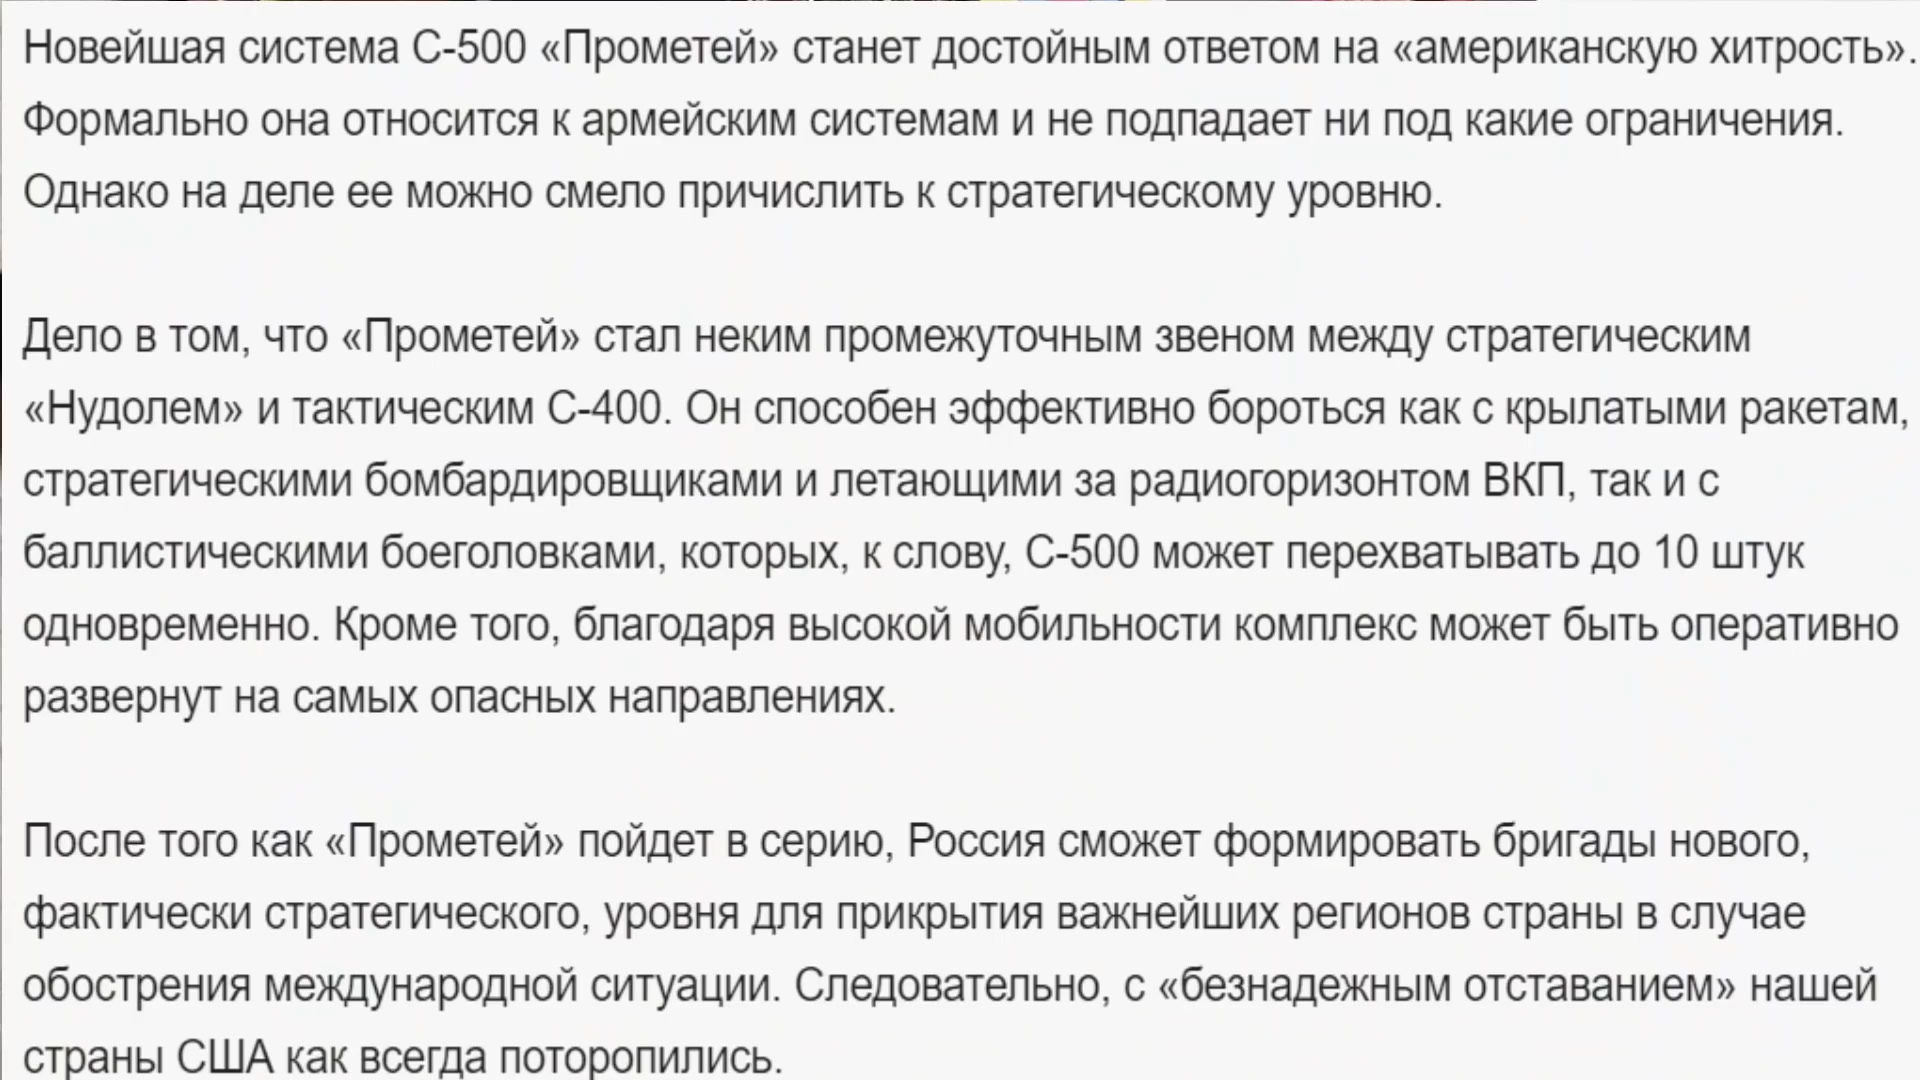 Новейшая система С-500 «Прометей» станет достойным ответом на «американскую хитрость».
Формально она относится к армейским системам и не подпадает ни под какие ограничения.
Однако на деле ее можно смело причислить к стратегическому уровню.
Дело в том, что «Прометей» стал неким промежуточным звеном между стратегическим
«Нудолем» и тактическим С-400. Он способен эффективно бороться как с крылатыми ракетам,
стратегическими бомбардировщиками и летающими за радиогоризонтом ВКП, так и с
баллистическими боеголовками, которых, к слову, С-500 может перехватывать до 10 штук
одновременно. Кроме того, благодаря высокой мобильности комплекс может быть оперативно
развернут на самых опасных направлениях.
После того как «Прометей» пойдет в серию, Россия сможет формировать бригады нового,
фактически стратегического, уровня для прикрытия важнейших регионов страны в случае
обострения международной ситуации. Следовательно, с «безнадежным отставанием» нашей
страны США как всегда поторопились.